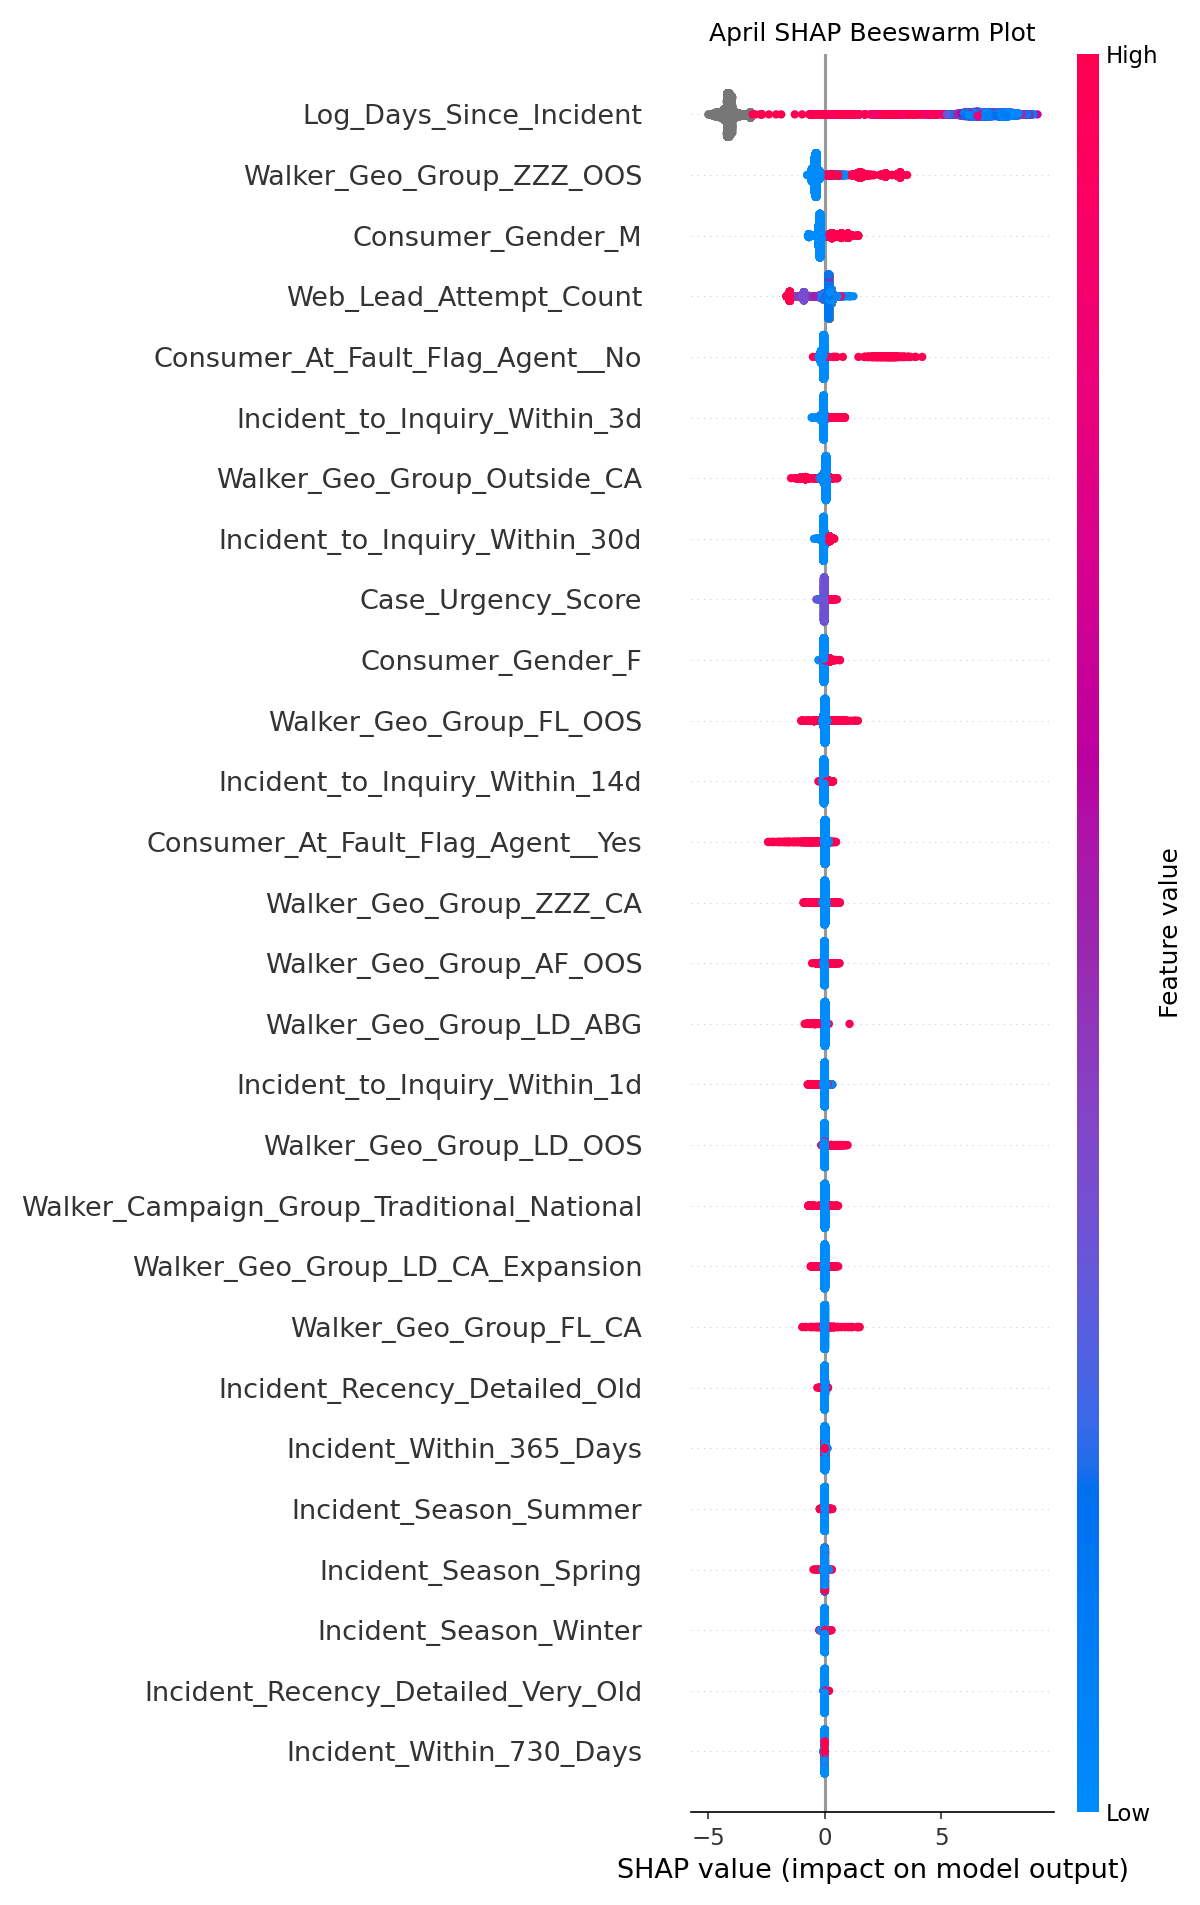 April SHAP Beeswarm Plot
High
Log_Days_Since_Incident
Walker_Geo_Group_ZZZ_OOS
Consumer_Gender_M
Web_Lead_Attempt_Count
Consumer_At_Fault_Flag_Agent__No
Incident_to_Inquiry_Within_3d
Walker_Geo_Group_Outside_CA
Incident_to_Inquiry_Within_30d
Case_Urgency_Score
Consumer_Gender_F
Walker_Geo_Group_FL_OOS
Incident_to_Inquiry_Within_14d
Consumer_At_Fault_Flag_Agent__Yes
Walker_Geo_Group_ZZZ_CA
Walker_Geo_Group_AF_OOS
Walker_Geo_Group_LD_ABG
Incident_to_Inquiry_Within_1d
Walker_Geo_Group_LD_OOS
Walker_Campaign_Group_Traditional_National
Walker_Geo_Group_LD_CA_Expansion
Walker_Geo_Group_FL_CA
Incident_Recency_Detailed_Old
Incident_Within_365_Days
Incident_Season_Summer
Incident_Season_Spring
Incident_Season_Winter
Incident_Recency_Detailed_Very_Old
Incident_Within_730_Days
Feature value
Low
−5 0 5
SHAP value (impact on model output)